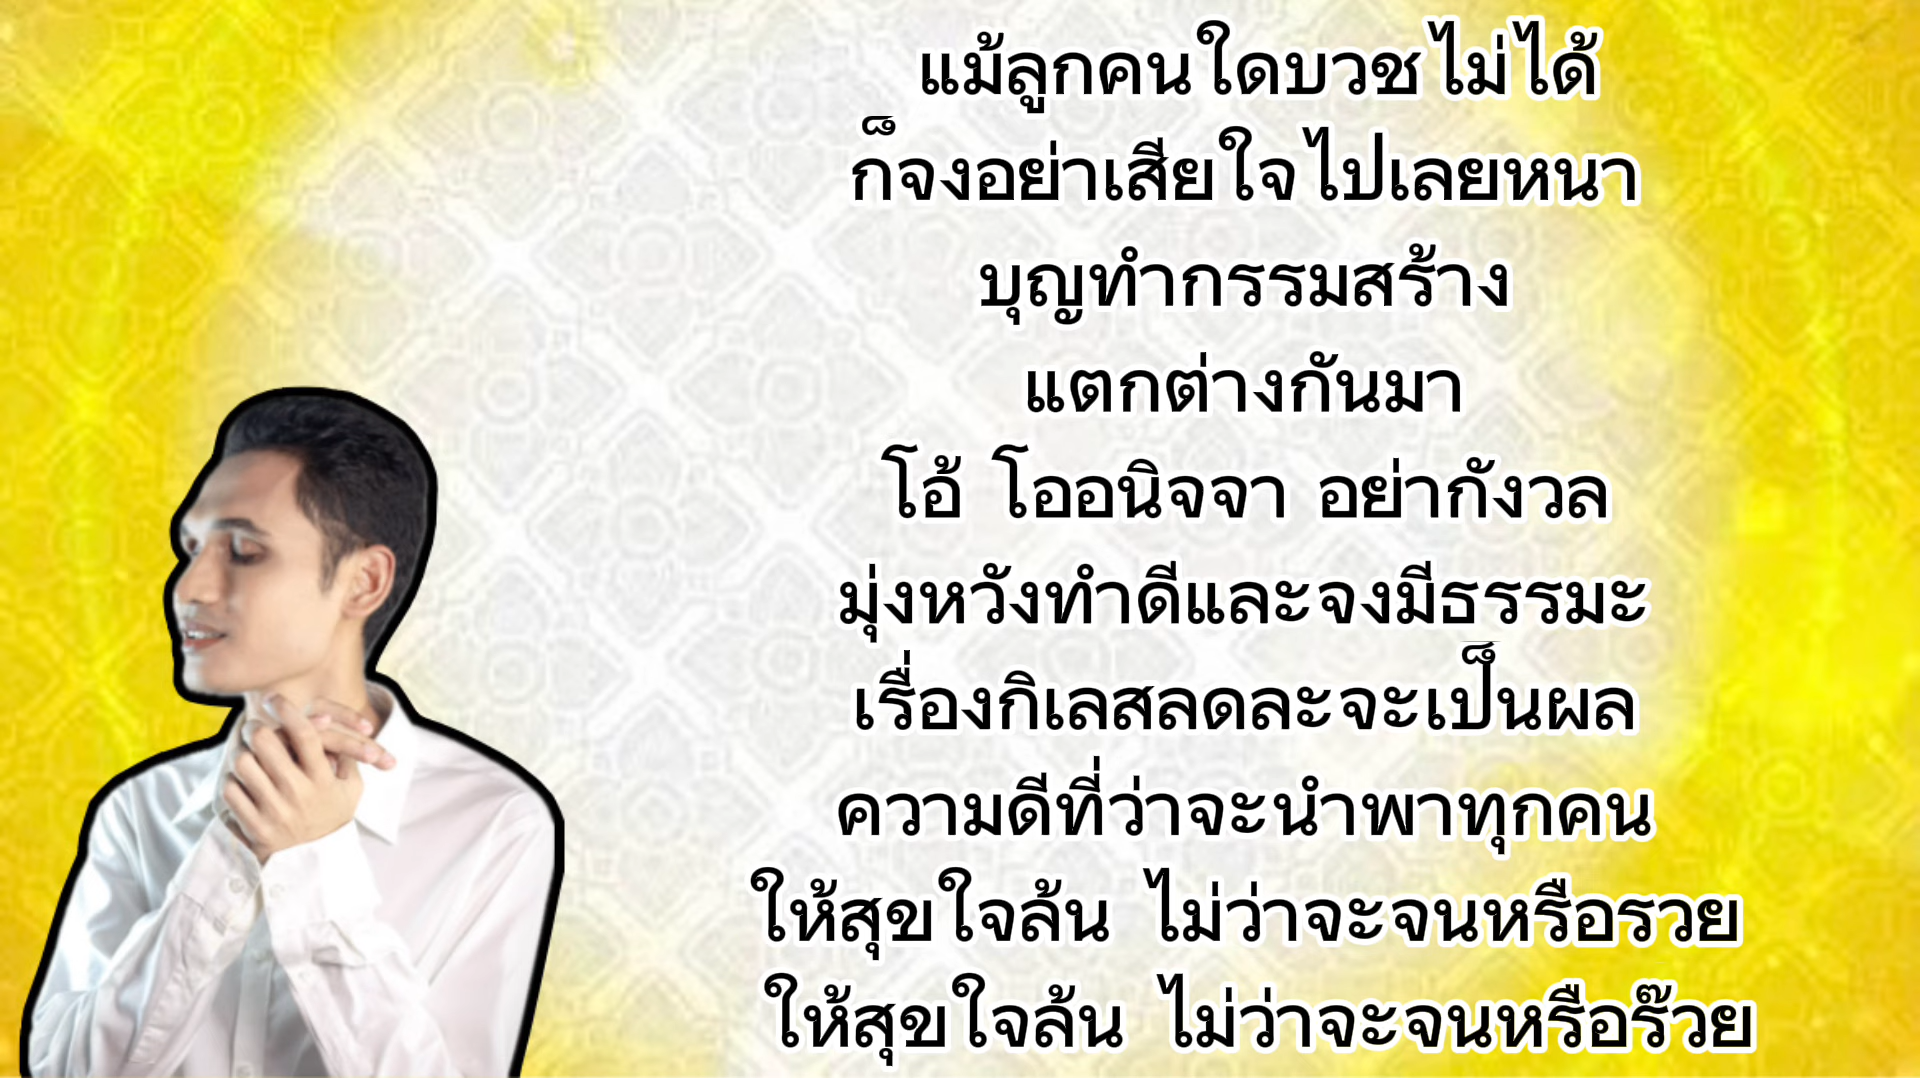 แม้ลูกคนใดบวชไม่ได้
ก็จงอย่าเสียใจไปเลยหนา
บุญทำกรรมสร้าง
แตกต่างกันมา
โอ้ โออนิจจา อย่ากังวล
มุ่งหวังทำดีและจงมีธรรมะ
เรื่องกิเลสลดละจะเป็นผล
ความดีที่ว่าจะนำพาทุกคน
ให้สุขใจล้น ไม่ว่าจะจนหรือรวย
ให้สุขใจล้น ไม่ว่าจะจนหรือร๊วย